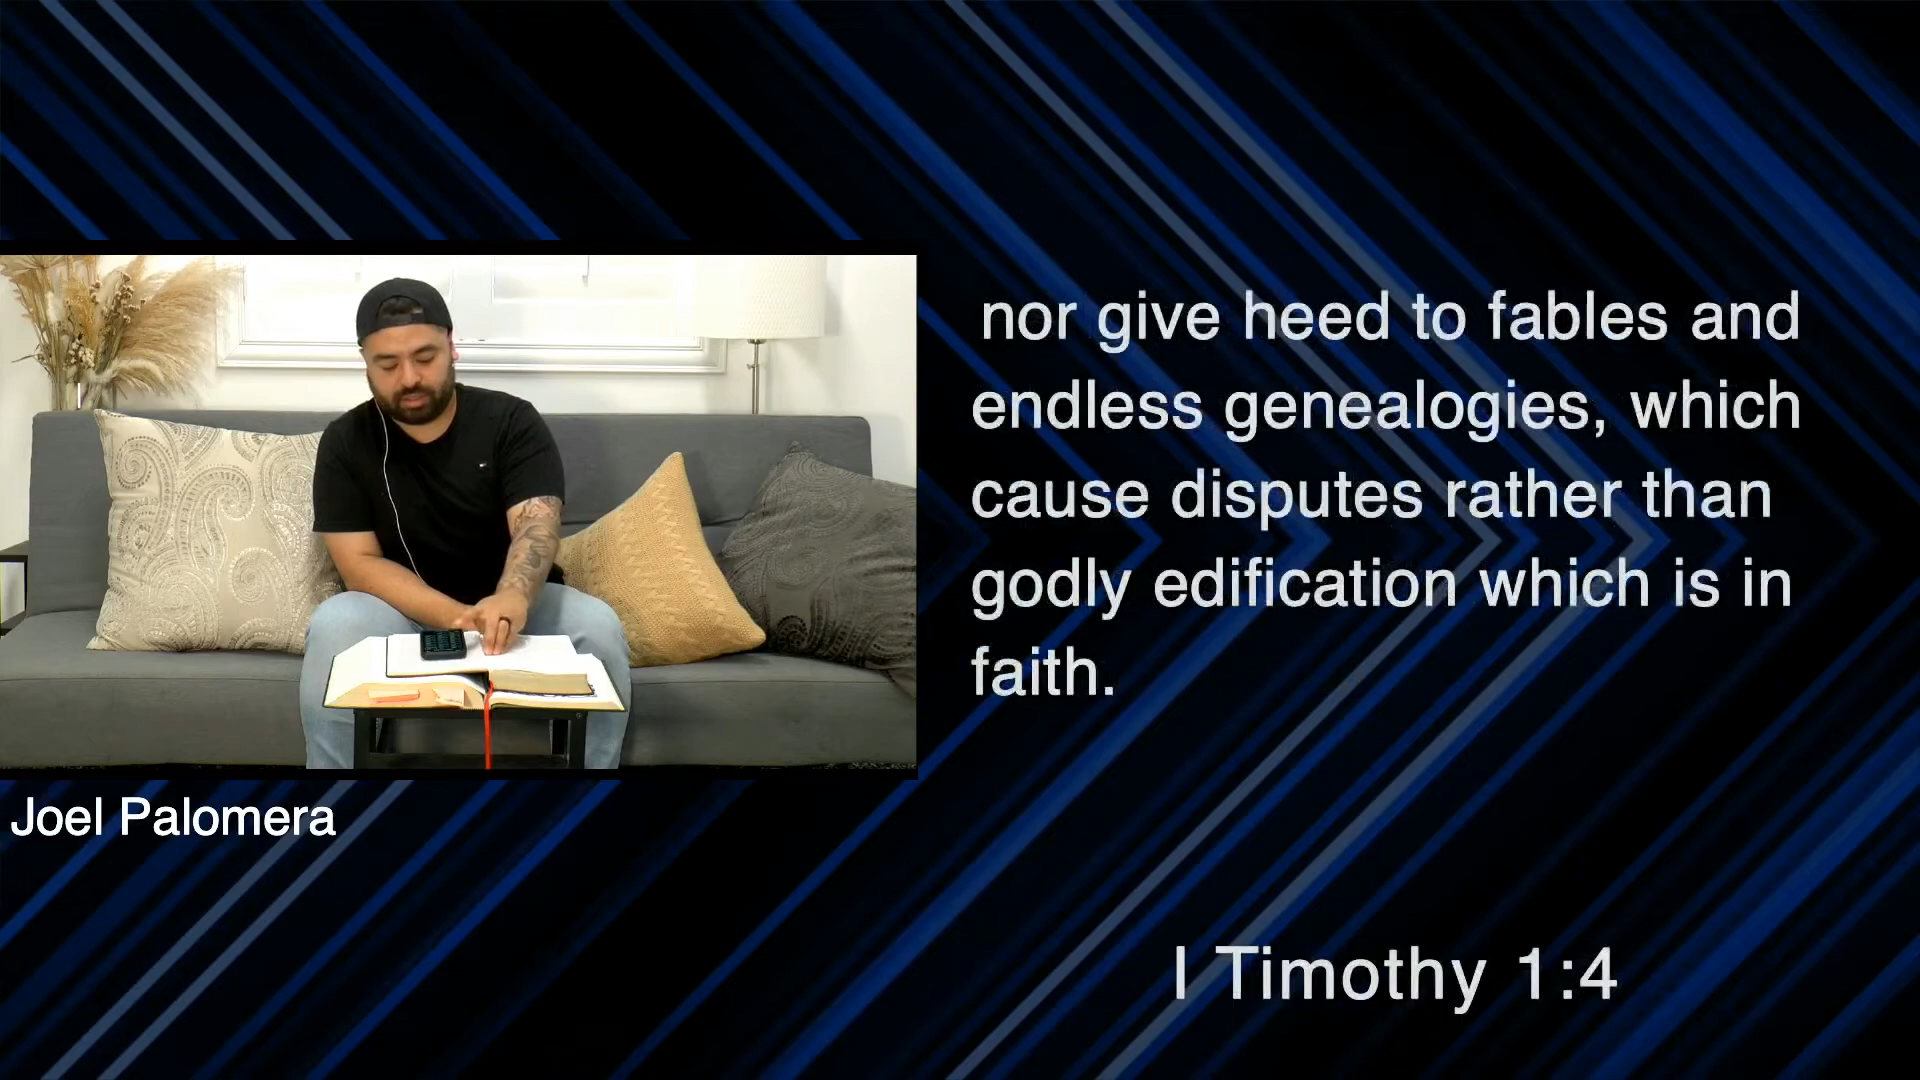 nor give heed to fables and
endless genealogies, which
cause disputes rather than
godly edification which is in
faith.
Joel Palomera
I Timothy 1:4